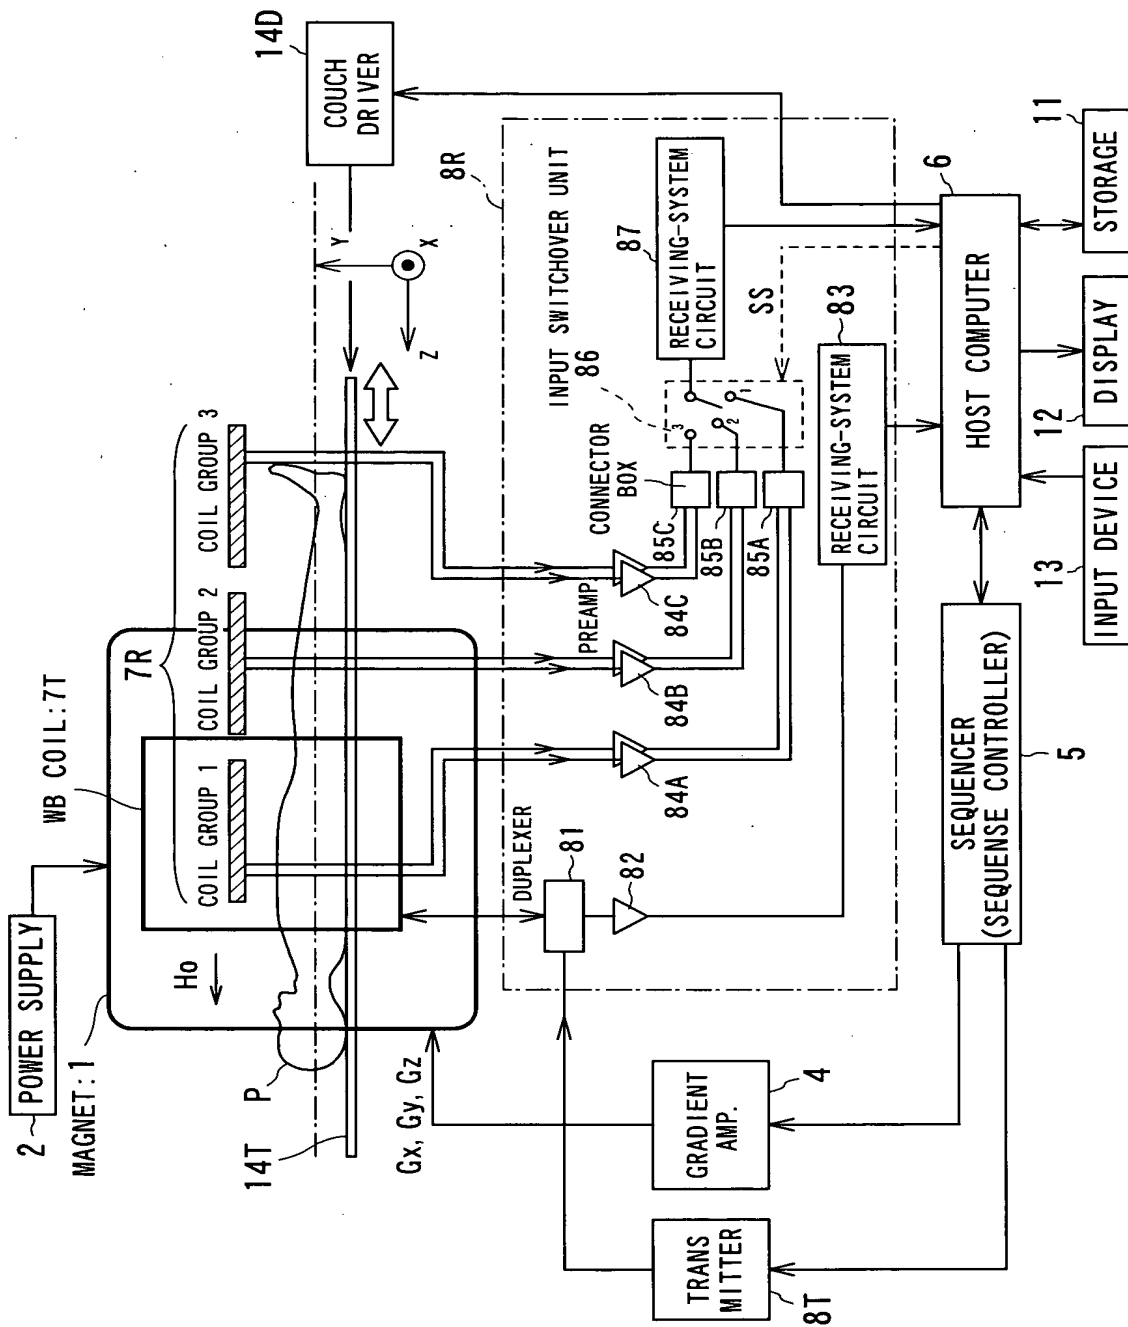 2 POWER SUPPLY
MAGNET:1
WB COIL:7T
7R
COIL GROUP 1
COIL GROUP 2
COIL GROUP 3
14D
COUCH
DRIVER
Ho
P
14T
Y
X
Z
Gx, Gy, Gz
8R
DUPLEXER
81
82
PREAMP.
84A
84B
84C
CONNECTOR
BOX
85C
85B
85A
INPUT SWITCHOVER UNIT
86
3
2
1
87
RECEIVING-SYSTEM
CIRCUIT
SS
83
RECEIVING-SYSTEM
CIRCUIT
TRANS
MITTER
8T
GRADIENT
AMP.
4
SEQUENCER
(SEQUENSE CONTROLLER)
5
6
HOST COMPUTER
13
INPUT DEVICE
12
DISPLAY
11
STORAGE